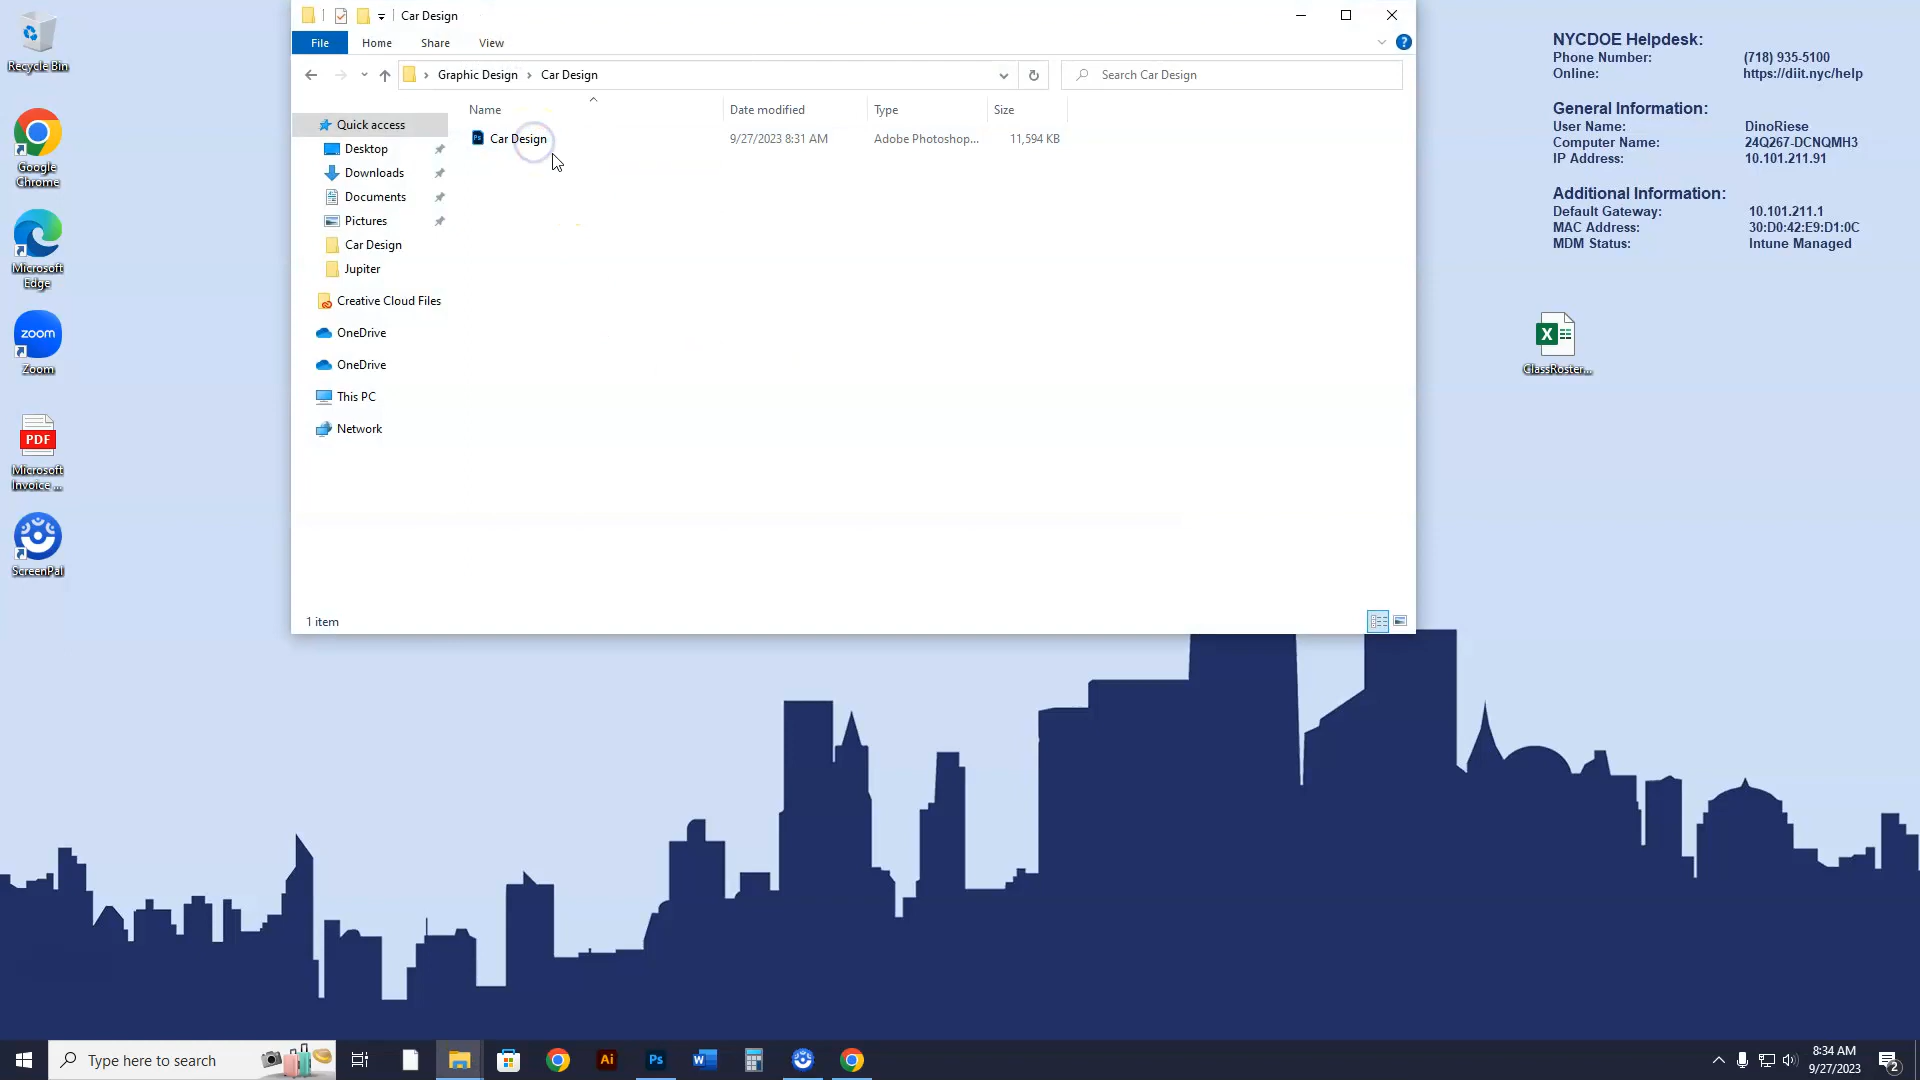 Car Design
File
Home
Share
View
Graphic Design
Car Design
Search Car Design
Name
Date modified
Type
Size
Car Design
9/27/2023 8:31 AM
Adobe Photoshop...
11,594 KB
Quick access
Desktop
Downloads
Documents
Pictures
Car Design
Jupiter
Creative Cloud Files
OneDrive
OneDrive
This PC
Network
1 item
Recycle Bin
Google
Chrome
Microsoft
Edge
zoom
Zoom
PDF
Microsoft
Invoice ...
ScreenPal
NYCDOE Helpdesk:
Phone Number: (718) 935-5100
Online: https://diit.nyc/help
General Information:
User Name: DinoRiese
Computer Name: 24Q267-DCNQMH3
IP Address: 10.101.211.91
Additional Information:
Default Gateway: 10.101.211.1
MAC Address: 30:D0:42:E9:D1:0C
MDM Status: Intune Managed
X
ClassRoster...
Type here to search
Ai
Ps
W
8:34 AM
9/27/2023
2